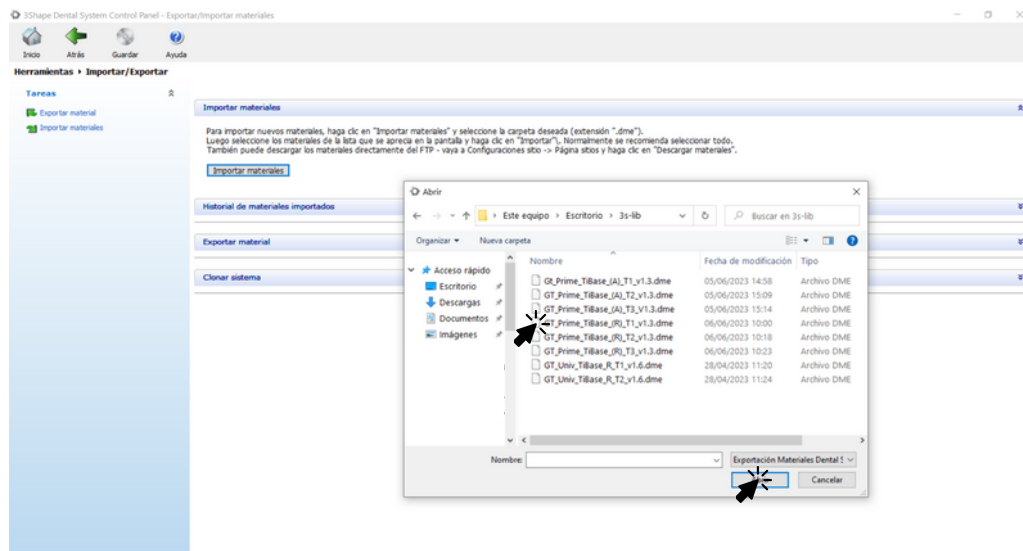 3Shape Dental System Control Panel - Exportar/Importar materiales
Inicio Atrás Guardar Ayuda
Herramientas Importar/Exportar
Tareas
Exportar material
Importar materiales
Importar materiales
Para importar nuevos materiales, haga clic en "Importar materiales" y seleccione la carpeta deseada (extensión ".dme").
Luego seleccione los materiales de la lista que se aprecia en la pantalla y haga clic en "Importar"\, Normalmente se recomienda seleccionar todo.
También puede descargar los materiales directamente del FTP - vaya a Configuraciones sitio -> Página sitios y haga clic en "Descargar materiales".
Importar materiales
Historial de materiales importados
Exportar material
Clonar sistema
Abrir
Este equipo > Escritorio > 3s-lib
Buscar en 3s-lib
Organizar Nueva carpeta
Acceso rápido
Escritorio
Descargas
Documentos
Imágenes
Nombre Fecha de modificación Tipo
Gt_Prime_TiBase_(A)_T1_v1.3.dme 05/06/2023 14:58 Archivo DME
GT_Prime_TiBase_(A)_T2_v1.3.dme 05/06/2023 15:09 Archivo DME
GT_Prime_TiBase_(A)_T3_V1.3.dme 05/06/2023 15:14 Archivo DME
GT_Prime_TiBase_(R)_T1_v1.3.dme 06/06/2023 10:00 Archivo DME
GT_Prime_TiBase_(R)_T2_v1.3.dme 06/06/2023 10:18 Archivo DME
GT_Prime_TiBase_(R)_T3_v1.3.dme 06/06/2023 10:23 Archivo DME
GT_Univ_TiBase_R_T1_v1.6.dme 28/04/2023 11:20 Archivo DME
GT_Univ_TiBase_R_T2_v1.6.dme 28/04/2023 11:24 Archivo DME
Nombre:
Exportación Materiales Dental
Cancelar